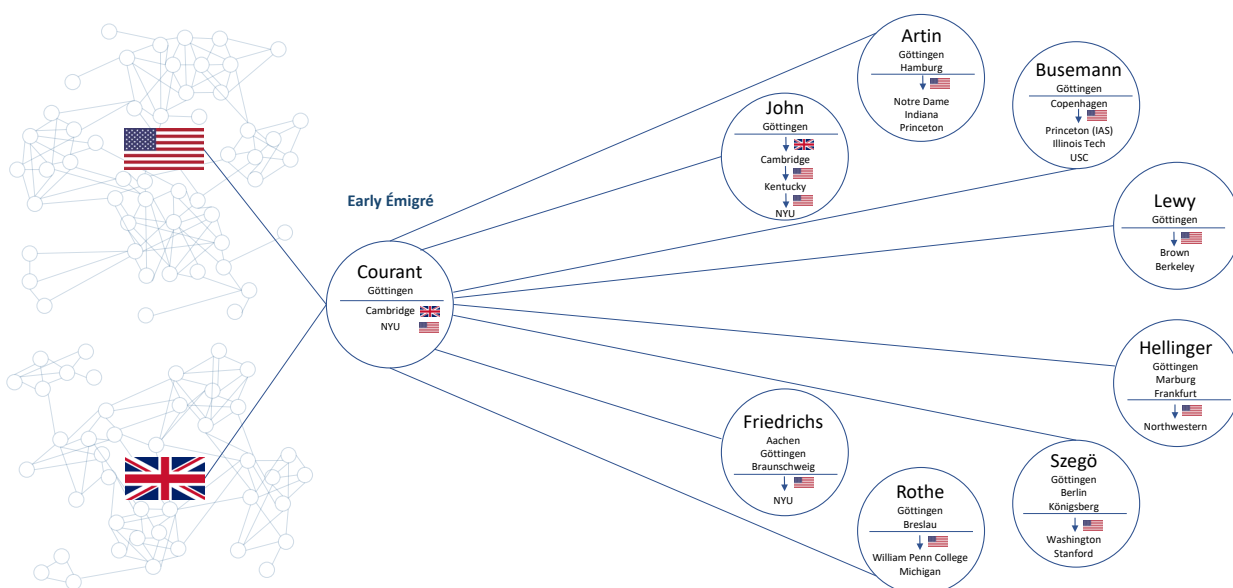 Early Émigré
Courant
Göttingen
Cambridge
NYU
Artin
Göttingen
Hamburg
Notre Dame
Indiana
Princeton
Busemann
Göttingen
Copenhagen
Princeton (IAS)
Illinois Tech
USC
John
Göttingen
Cambridge
Kentucky
NYU
Lewy
Göttingen
Brown
Berkeley
Hellinger
Göttingen
Marburg
Frankfurt
Northwestern
Friedrichs
Aachen
Göttingen
Braunschweig
NYU
Szegö
Göttingen
Berlin
Königsberg
Washington
Stanford
Rothe
Göttingen
Breslau
William Penn College
Michigan